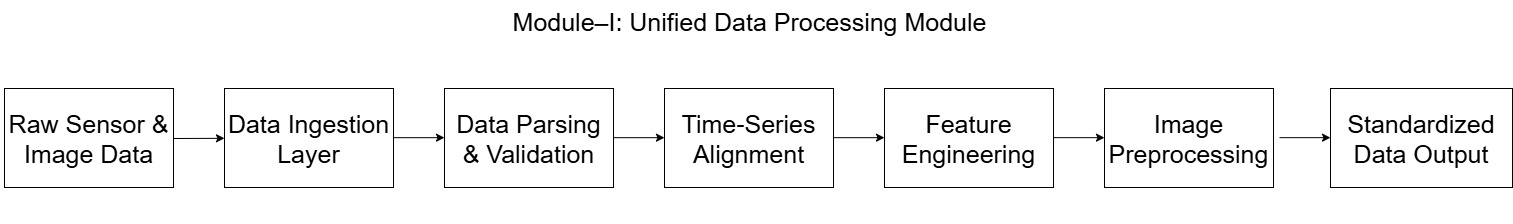 Module–I: Unified Data Processing Module
Raw Sensor &
Image Data
Data Ingestion
Layer
Data Parsing
& Validation
Time-Series
Alignment
Feature
Engineering
Image
Preprocessing
Standardized
Data Output